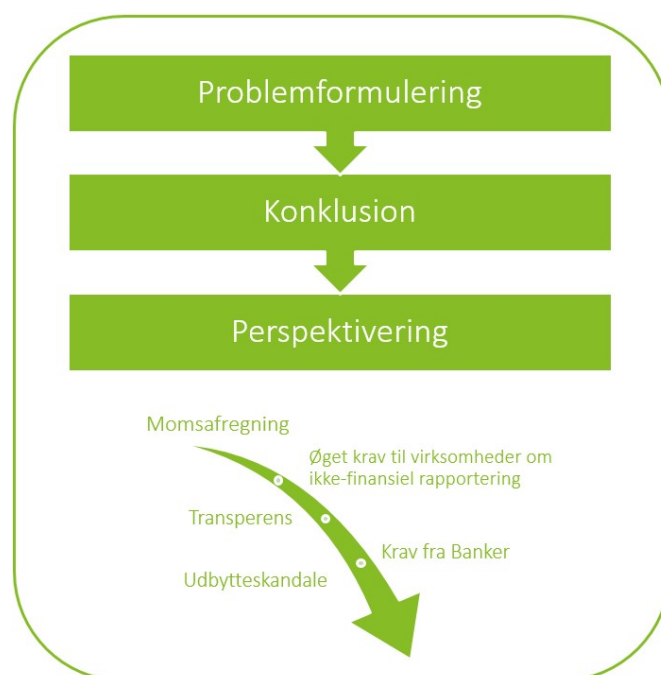 Problemformulering
Konklusion
Perspektivering
Momsafregning
Øget krav til virksomheder om
ikke-finansiel rapportering
Transperens
Krav fra Banker
Udbytteskandale